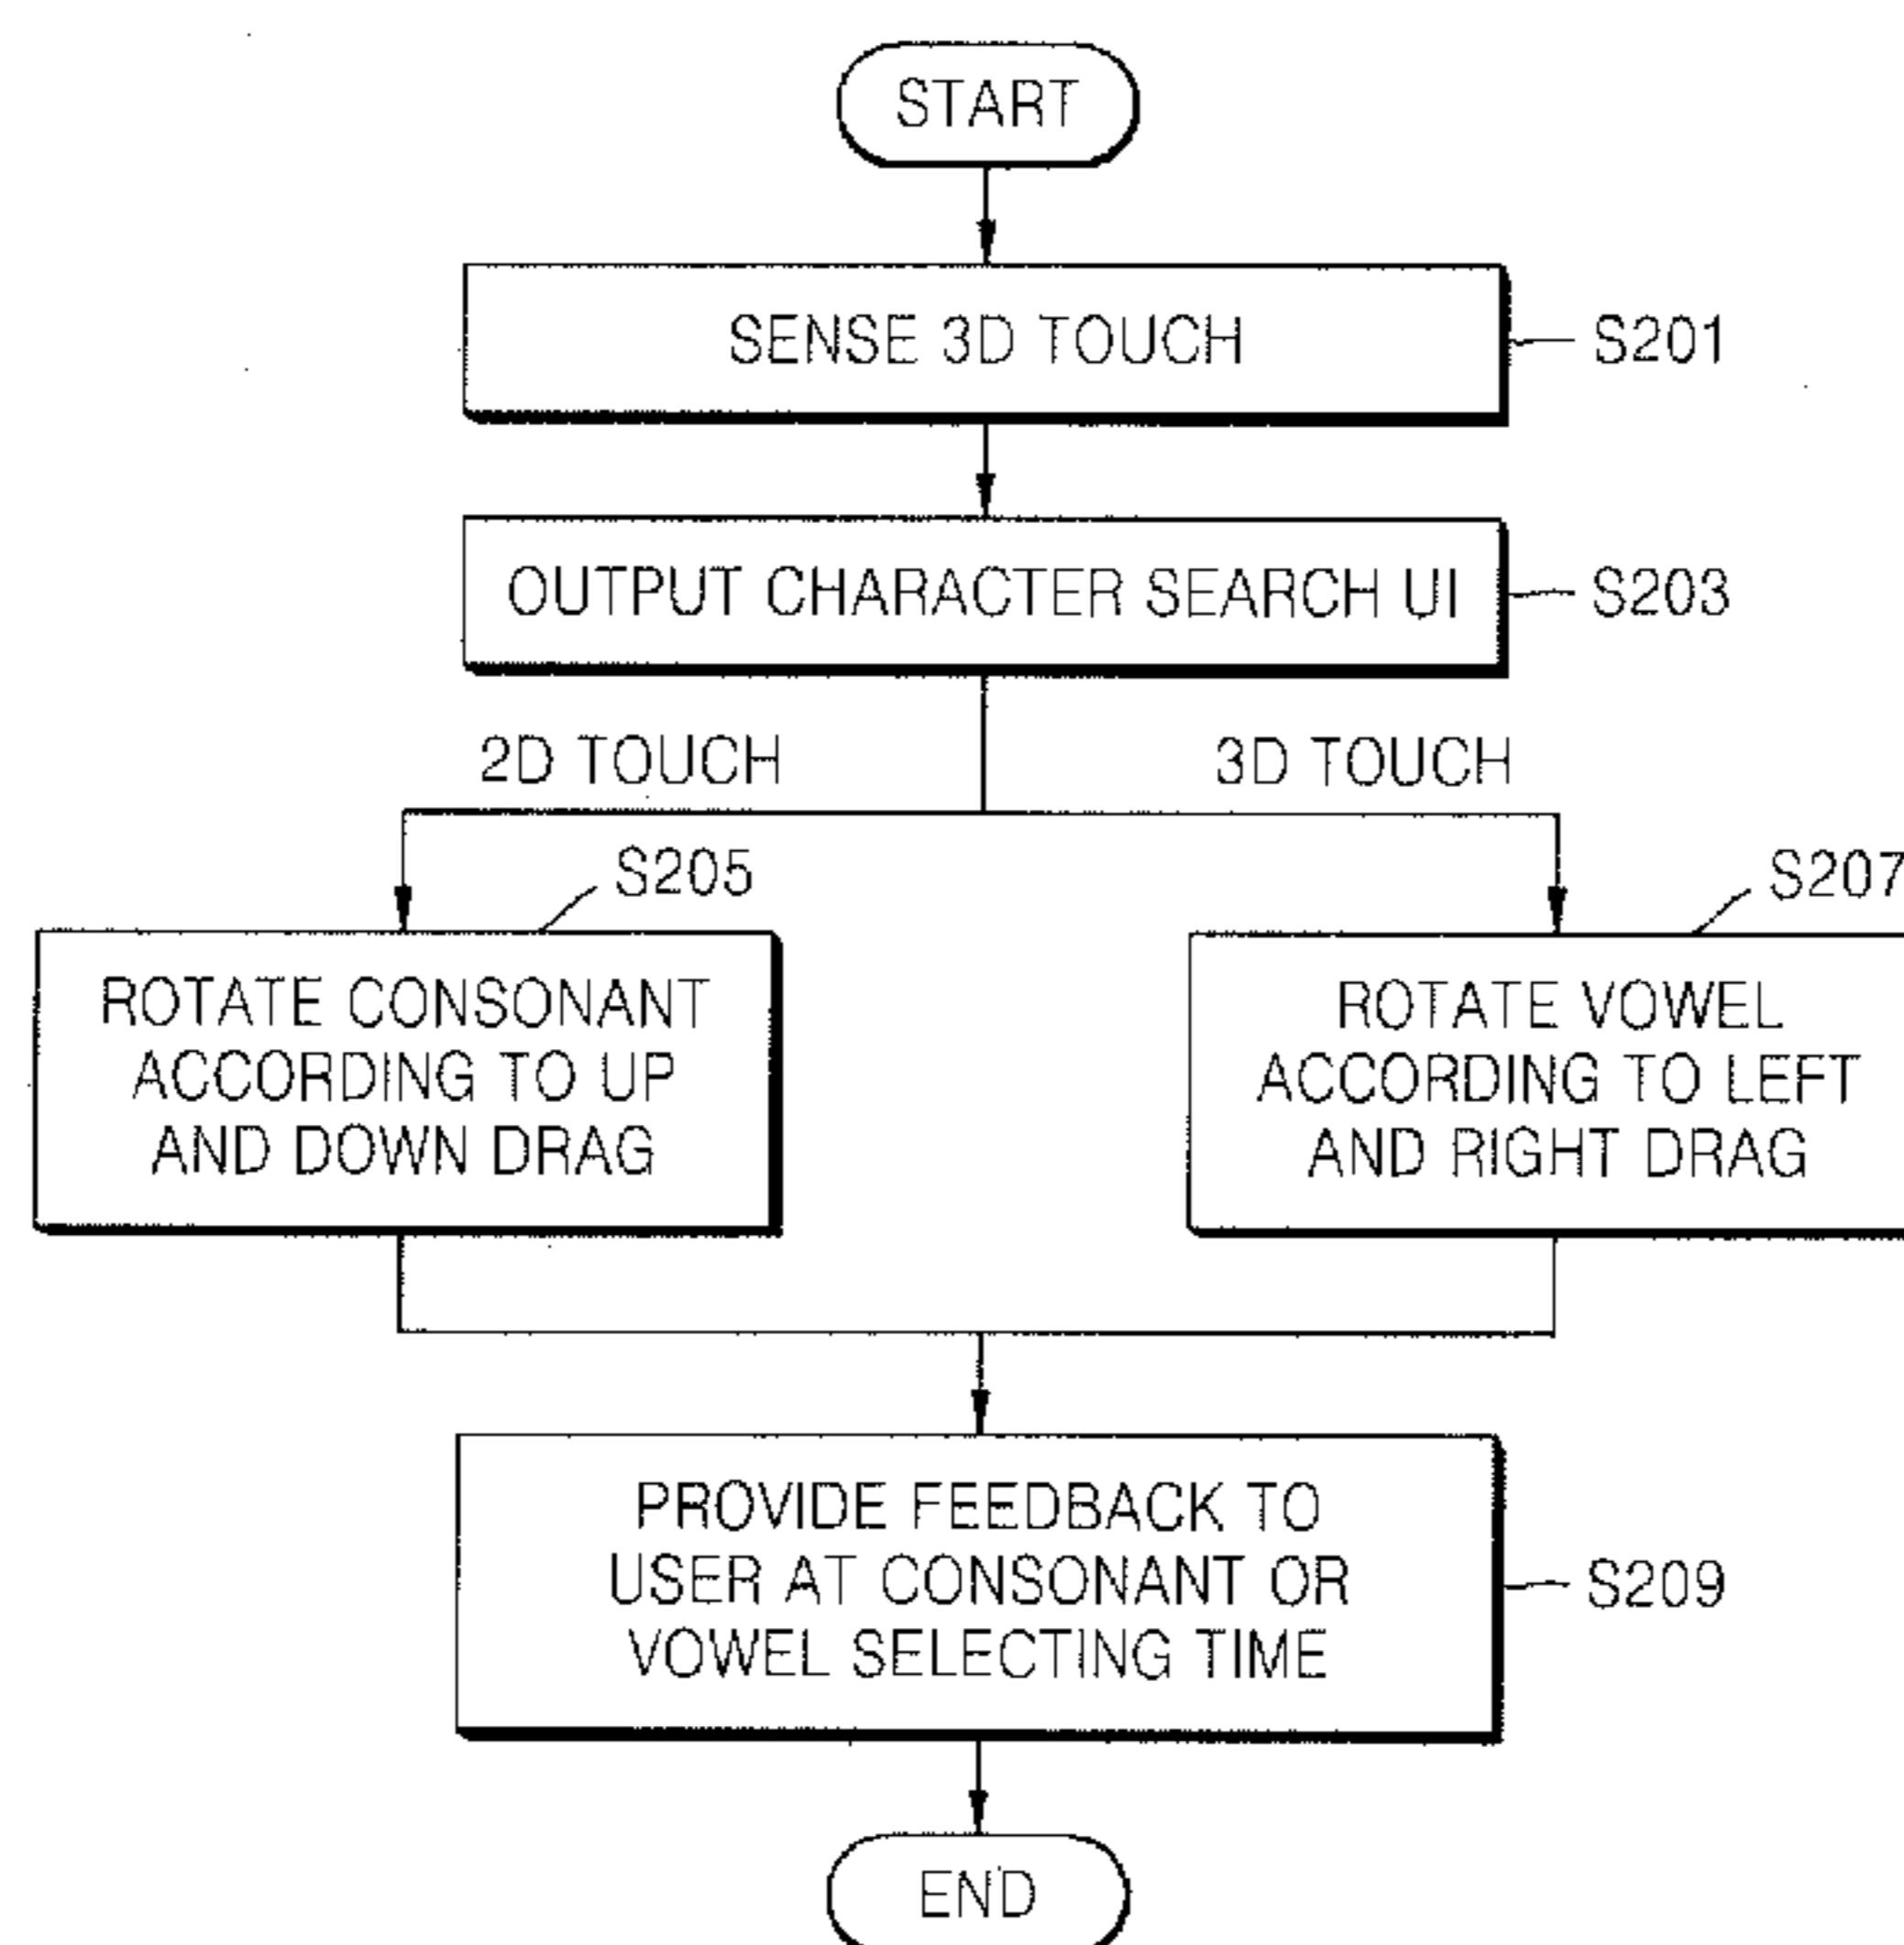 START
SENSE 3D TOUCH
S201
OUTPUT CHARACTER SEARCH UI
S203
2D TOUCH
3D TOUCH
S205
S207
ROTATE CONSONANT
ACCORDING TO UP
AND DOWN DRAG
ROTATE VOWEL
ACCORDING TO LEFT
AND RIGHT DRAG
PROVIDE FEEDBACK TO
USER AT CONSONANT OR
VOWEL SELECTING TIME
S209
END